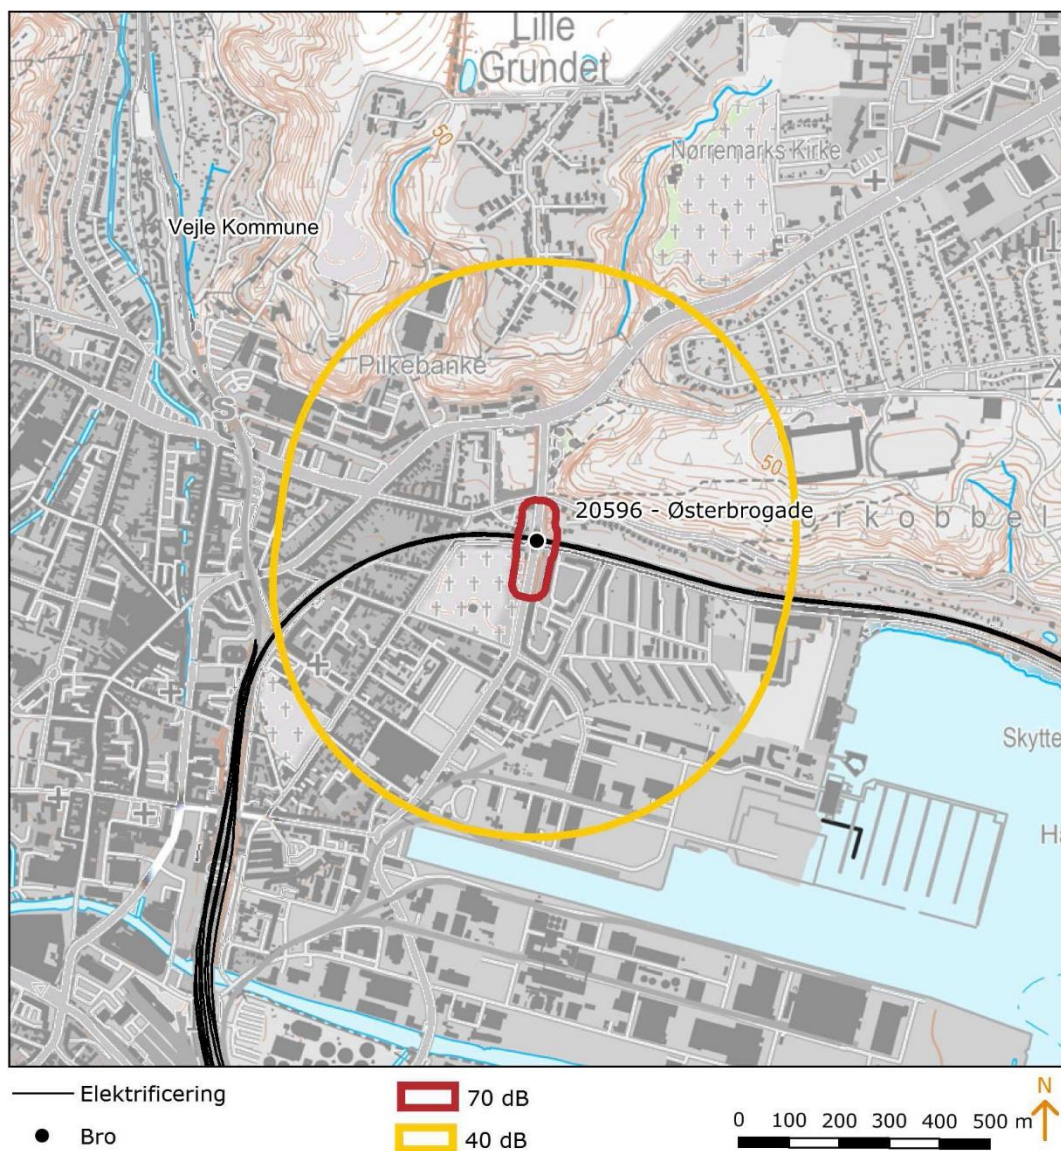 Lille
Grundet
50
Nørremarks Kirke
Vejle Kommune
Pilkebanke
S
50
20596 - Østerbrogade
ørkobbel
Skytte
Ha
Elektrificering
Bro
70 dB
40 dB
0 100 200 300 400 500 m
N